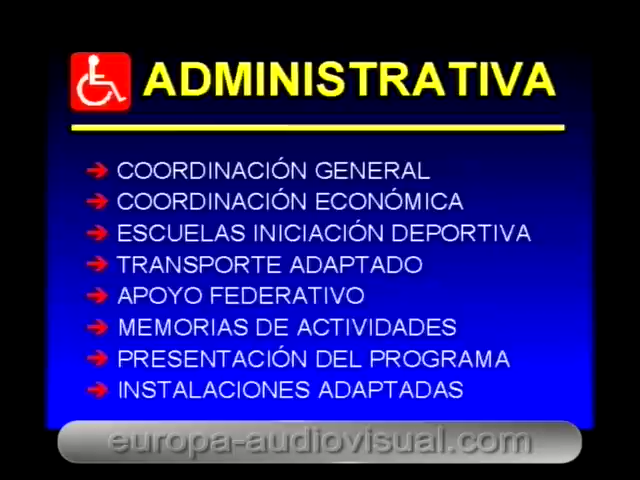 ADMINISTRATIVA
COORDINACIÓN GENERAL
COORDINACIÓN ECONÓMICA
ESCUELAS INICIACIÓN DEPORTIVA
TRANSPORTE ADAPTADO
APOYO FEDERATIVO
MEMORIAS DE ACTIVIDADES
PRESENTACIÓN DEL PROGRAMA
INSTALACIONES ADAPTADAS
europa-audiovisual.com